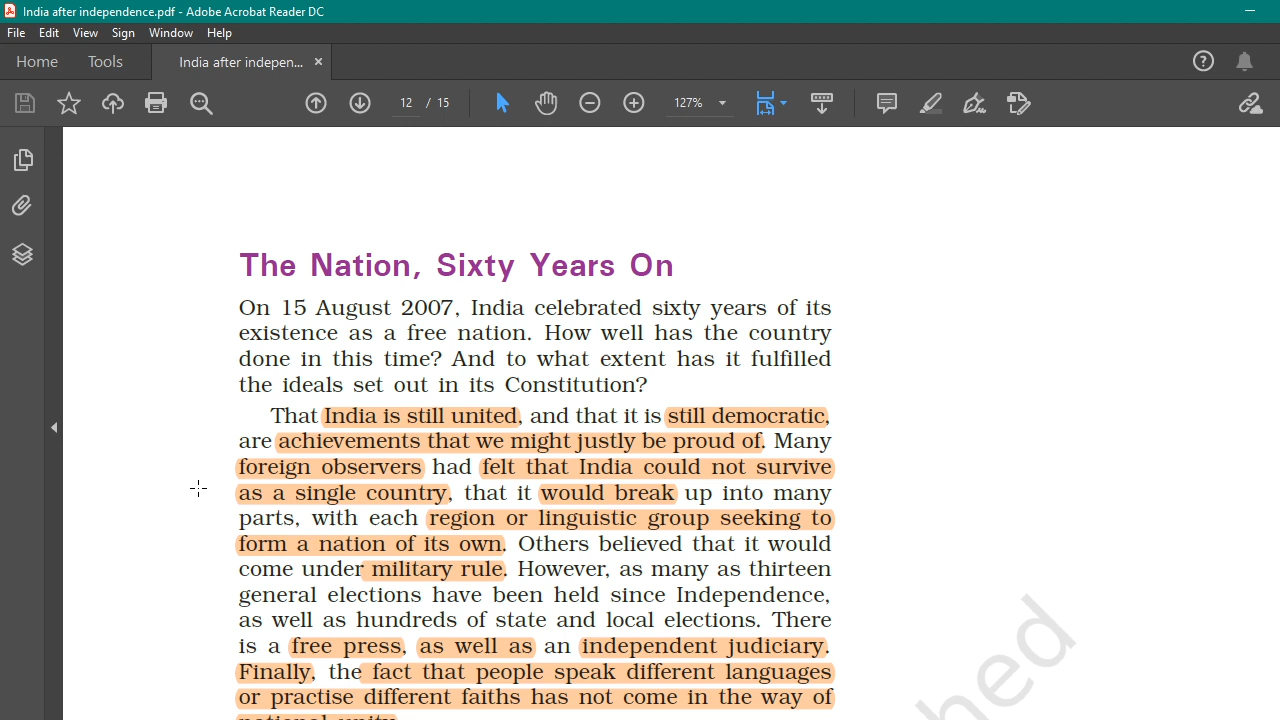 India after independence.pdf - Adobe Acrobat Reader DC
File Edit View Sign Window Help
Home Tools India after indepen... ×
12 / 15 127%
The Nation, Sixty Years On
On 15 August 2007, India celebrated sixty years of its
existence as a free nation. How well has the country
done in this time? And to what extent has it fulfilled
the ideals set out in its Constitution?
That India is still united, and that it is still democratic,
are achievements that we might justly be proud of. Many
foreign observers had felt that India could not survive
as a single country, that it would break up into many
parts, with each region or linguistic group seeking to
form a nation of its own. Others believed that it would
come under military rule. However, as many as thirteen
general elections have been held since Independence,
as well as hundreds of state and local elections. There
is a free press, as well as an independent judiciary.
Finally, the fact that people speak different languages
or practise different faiths has not come in the way of
national unity.
hed